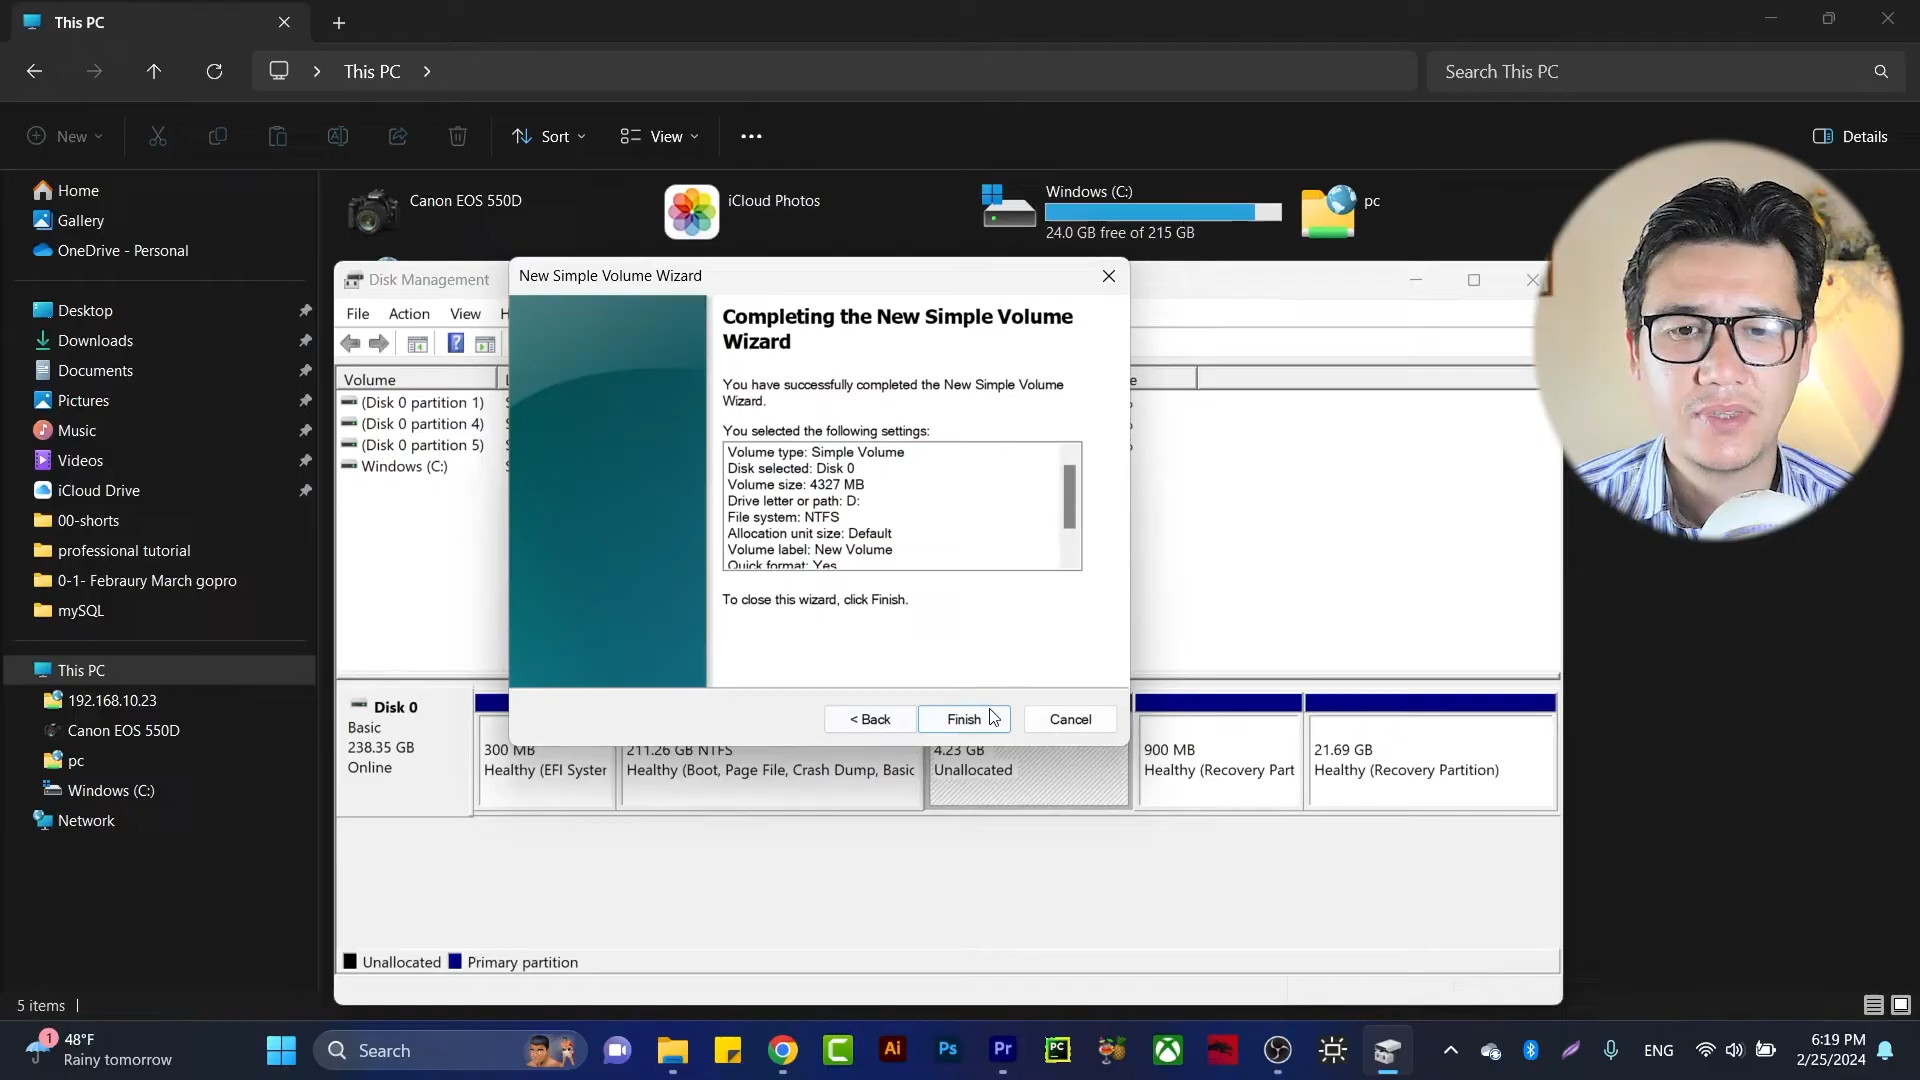 This PC
This PC
Search This PC
New
Sort
View
Details
Home
Gallery
OneDrive - Personal
Desktop
Downloads
Documents
Pictures
Music
Videos
iCloud Drive
00-shorts
professional tutorial
0-1- Febraury March gopro
mySQL
This PC
192.168.10.23
Canon EOS 550D
pc
Windows (C:)
Network
5 items
Canon EOS 550D
iCloud Photos
Windows (C:)
24.0 GB free of 215 GB
pc
Disk Management
File Action View H
Volume
(Disk 0 partition 1)
(Disk 0 partition 4)
(Disk 0 partition 5)
Windows (C:)
New Simple Volume Wizard
Completing the New Simple Volume
Wizard
You have successfully completed the New Simple Volume
Wizard.
You selected the following settings:
Volume type: Simple Volume
Disk selected: Disk 0
Volume size: 4327 MB
Drive letter or path: D:
File system: NTFS
Allocation unit size: Default
Volume label: New Volume
Quick format: Yes
To close this wizard, click Finish.
< Back
Finish
Cancel
Disk 0
Basic
238.35 GB
Online
300 MB
Healthy (EFI Syster
211.26 GB NTFS
Healthy (Boot, Page File, Crash Dump, Basic
4.23 GB
Unallocated
900 MB
Healthy (Recovery Part
21.69 GB
Healthy (Recovery Partition)
Unallocated
Primary partition
1
48°F
Rainy tomorrow
Search
Ai
Ps
Pr
PC
ENG
6:19 PM
2/25/2024